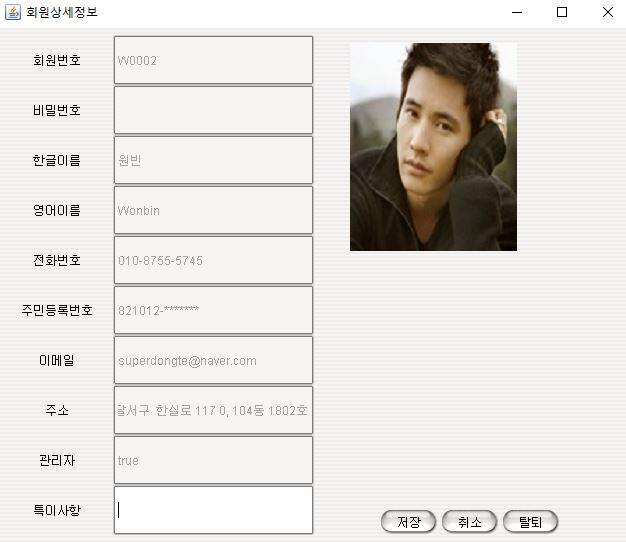 회원상세정보
회원번호 W0002
비밀번호
한글이름 원빈
영어이름 Wonbin
전화번호 010-8755-5745
주민등록번호 821012-*******
이메일 superdongte@naver.com
주소 달서구 한실로 117 0, 104동 1802호
관리자 true
특이사항
저장 취소 탈퇴